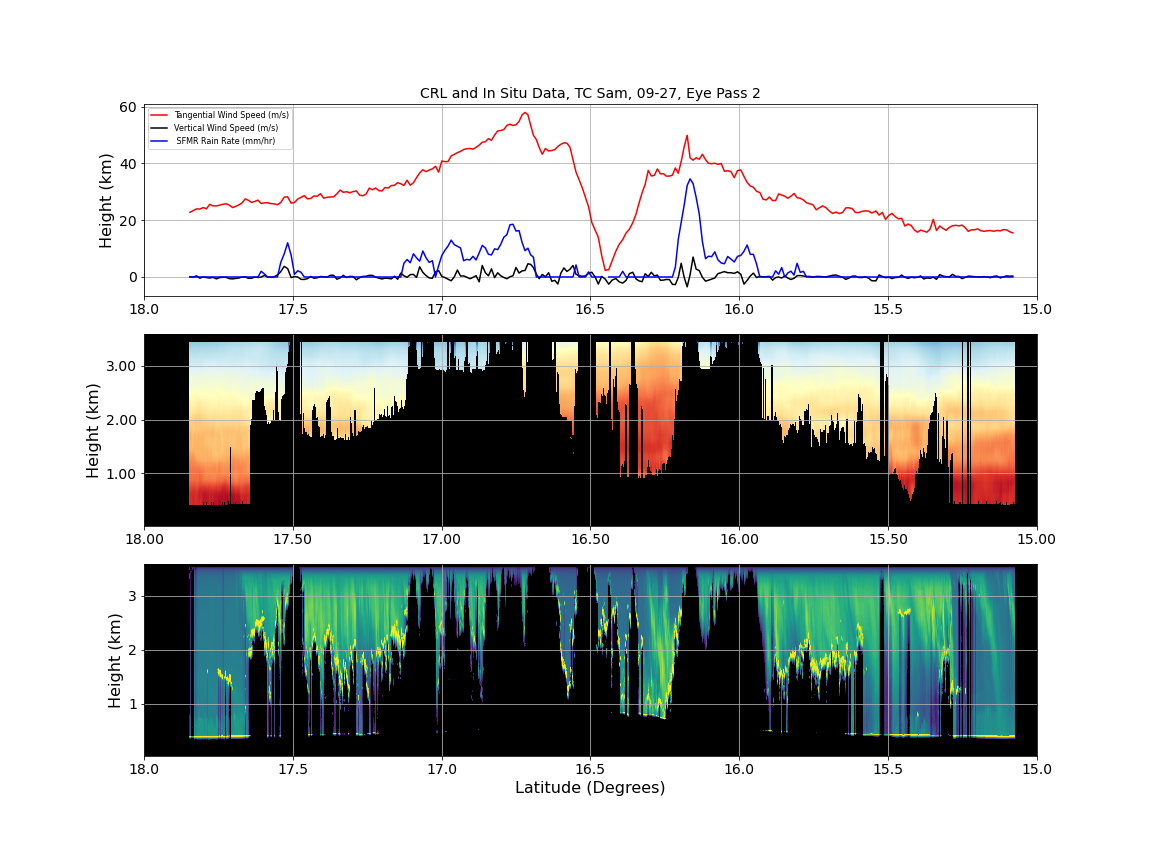 CRL and In Situ Data, TC Sam, 09-27, Eye Pass 2
60
40
20
0
Height (km)
Tangential Wind Speed (m/s)
Vertical Wind Speed (m/s)
SFMR Rain Rate (mm/hr)
18.0 17.5 17.0 16.5 16.0 15.5 15.0
3.00
2.00
1.00
Height (km)
18.00 17.50 17.00 16.50 16.00 15.50 15.00
3
2
1
Height (km)
18.0 17.5 17.0 16.5 16.0 15.5 15.0
Latitude (Degrees)